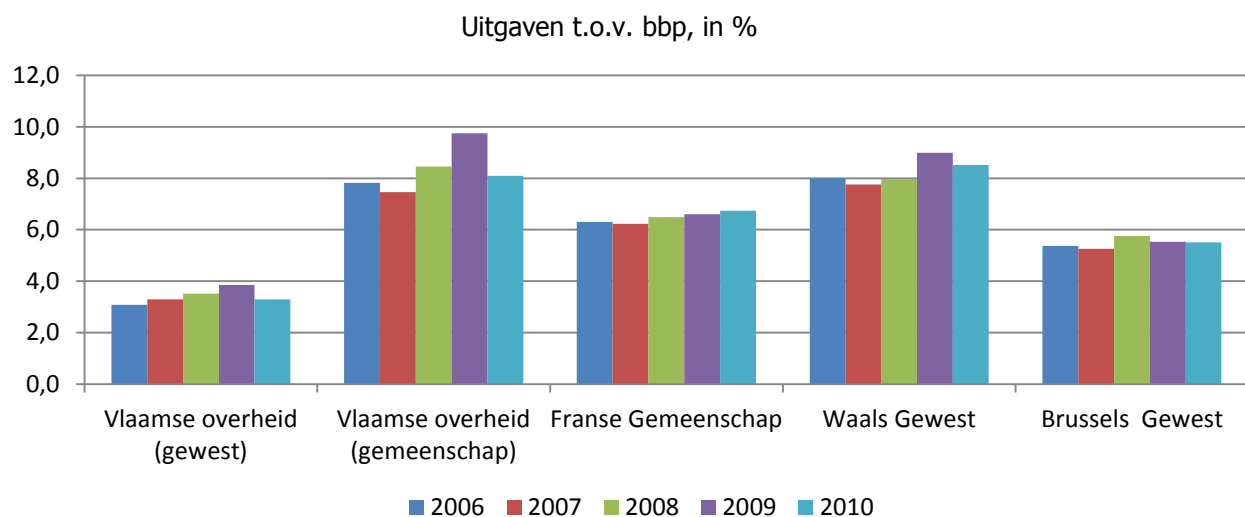 Uitgaven t.o.v. bbp, in %
12,0
10,0
8,0
6,0
4,0
2,0
0,0
Vlaamse overheid
(gewest)
Vlaamse overheid
(gemeenschap)
Franse Gemeenschap
Waals Gewest
Brussels Gewest
2006 2007 2008 2009 2010